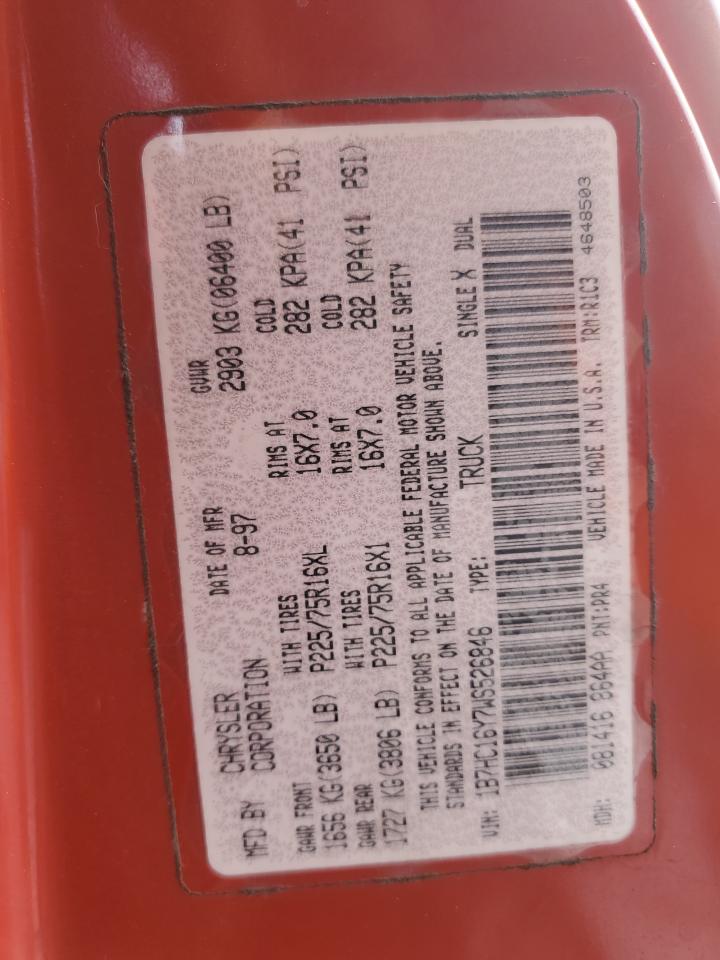 MFD BY CHRYSLER CORPORATION DATE OF MFR 8-97 GVWR 2903 KG(06400 LB)
GAWR FRONT WITH TIRES RIMS AT COLD
1656 KG(3650 LB) P225/75R16XL 16X7.0 282 KPA(41 PSI)
GAWR REAR WITH TIRES RIMS AT COLD
1727 KG(3806 LB) P225/75R16X1 16X7.0 282 KPA(41 PSI)
THIS VEHICLE CONFORMS TO ALL APPLICABLE FEDERAL MOTOR VEHICLE SAFETY
STANDARDS IN EFFECT ON THE DATE OF MANUFACTURE SHOWN ABOVE.
VIN: 1B7HC16Y7WS526846 TYPE: TRUCK SINGLE X DUAL
MDH: 081416 864AA PNT:PR4 VEHICLE MADE IN U.S.A. TRM:R1C3
4648503